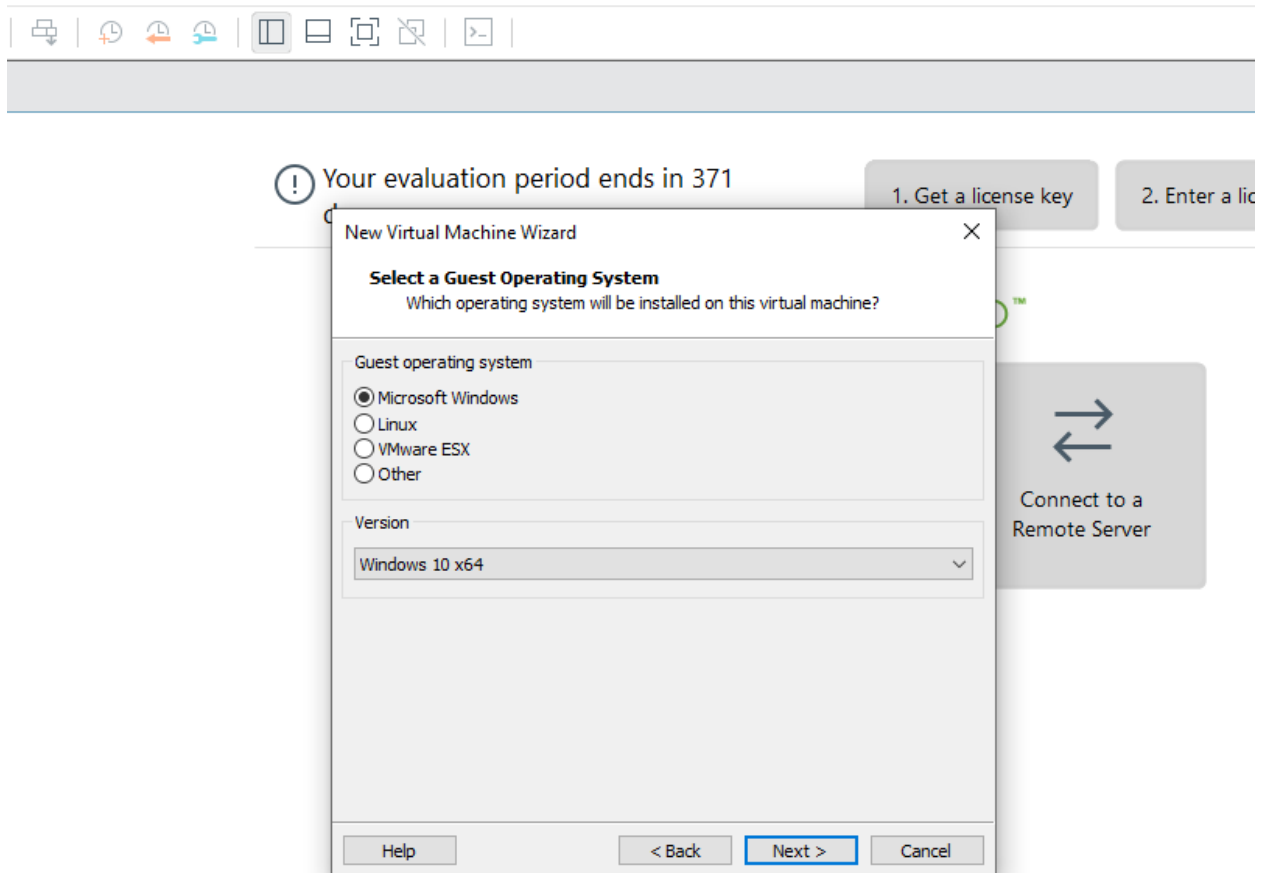 Your evaluation period ends in 371
1. Get a license key
2. Enter a lic
New Virtual Machine Wizard
Select a Guest Operating System
Which operating system will be installed on this virtual machine?
™
Guest operating system
Microsoft Windows
Linux
VMware ESX
Other
Connect to a
Remote Server
Version
Windows 10 x64
Help
< Back
Next >
Cancel